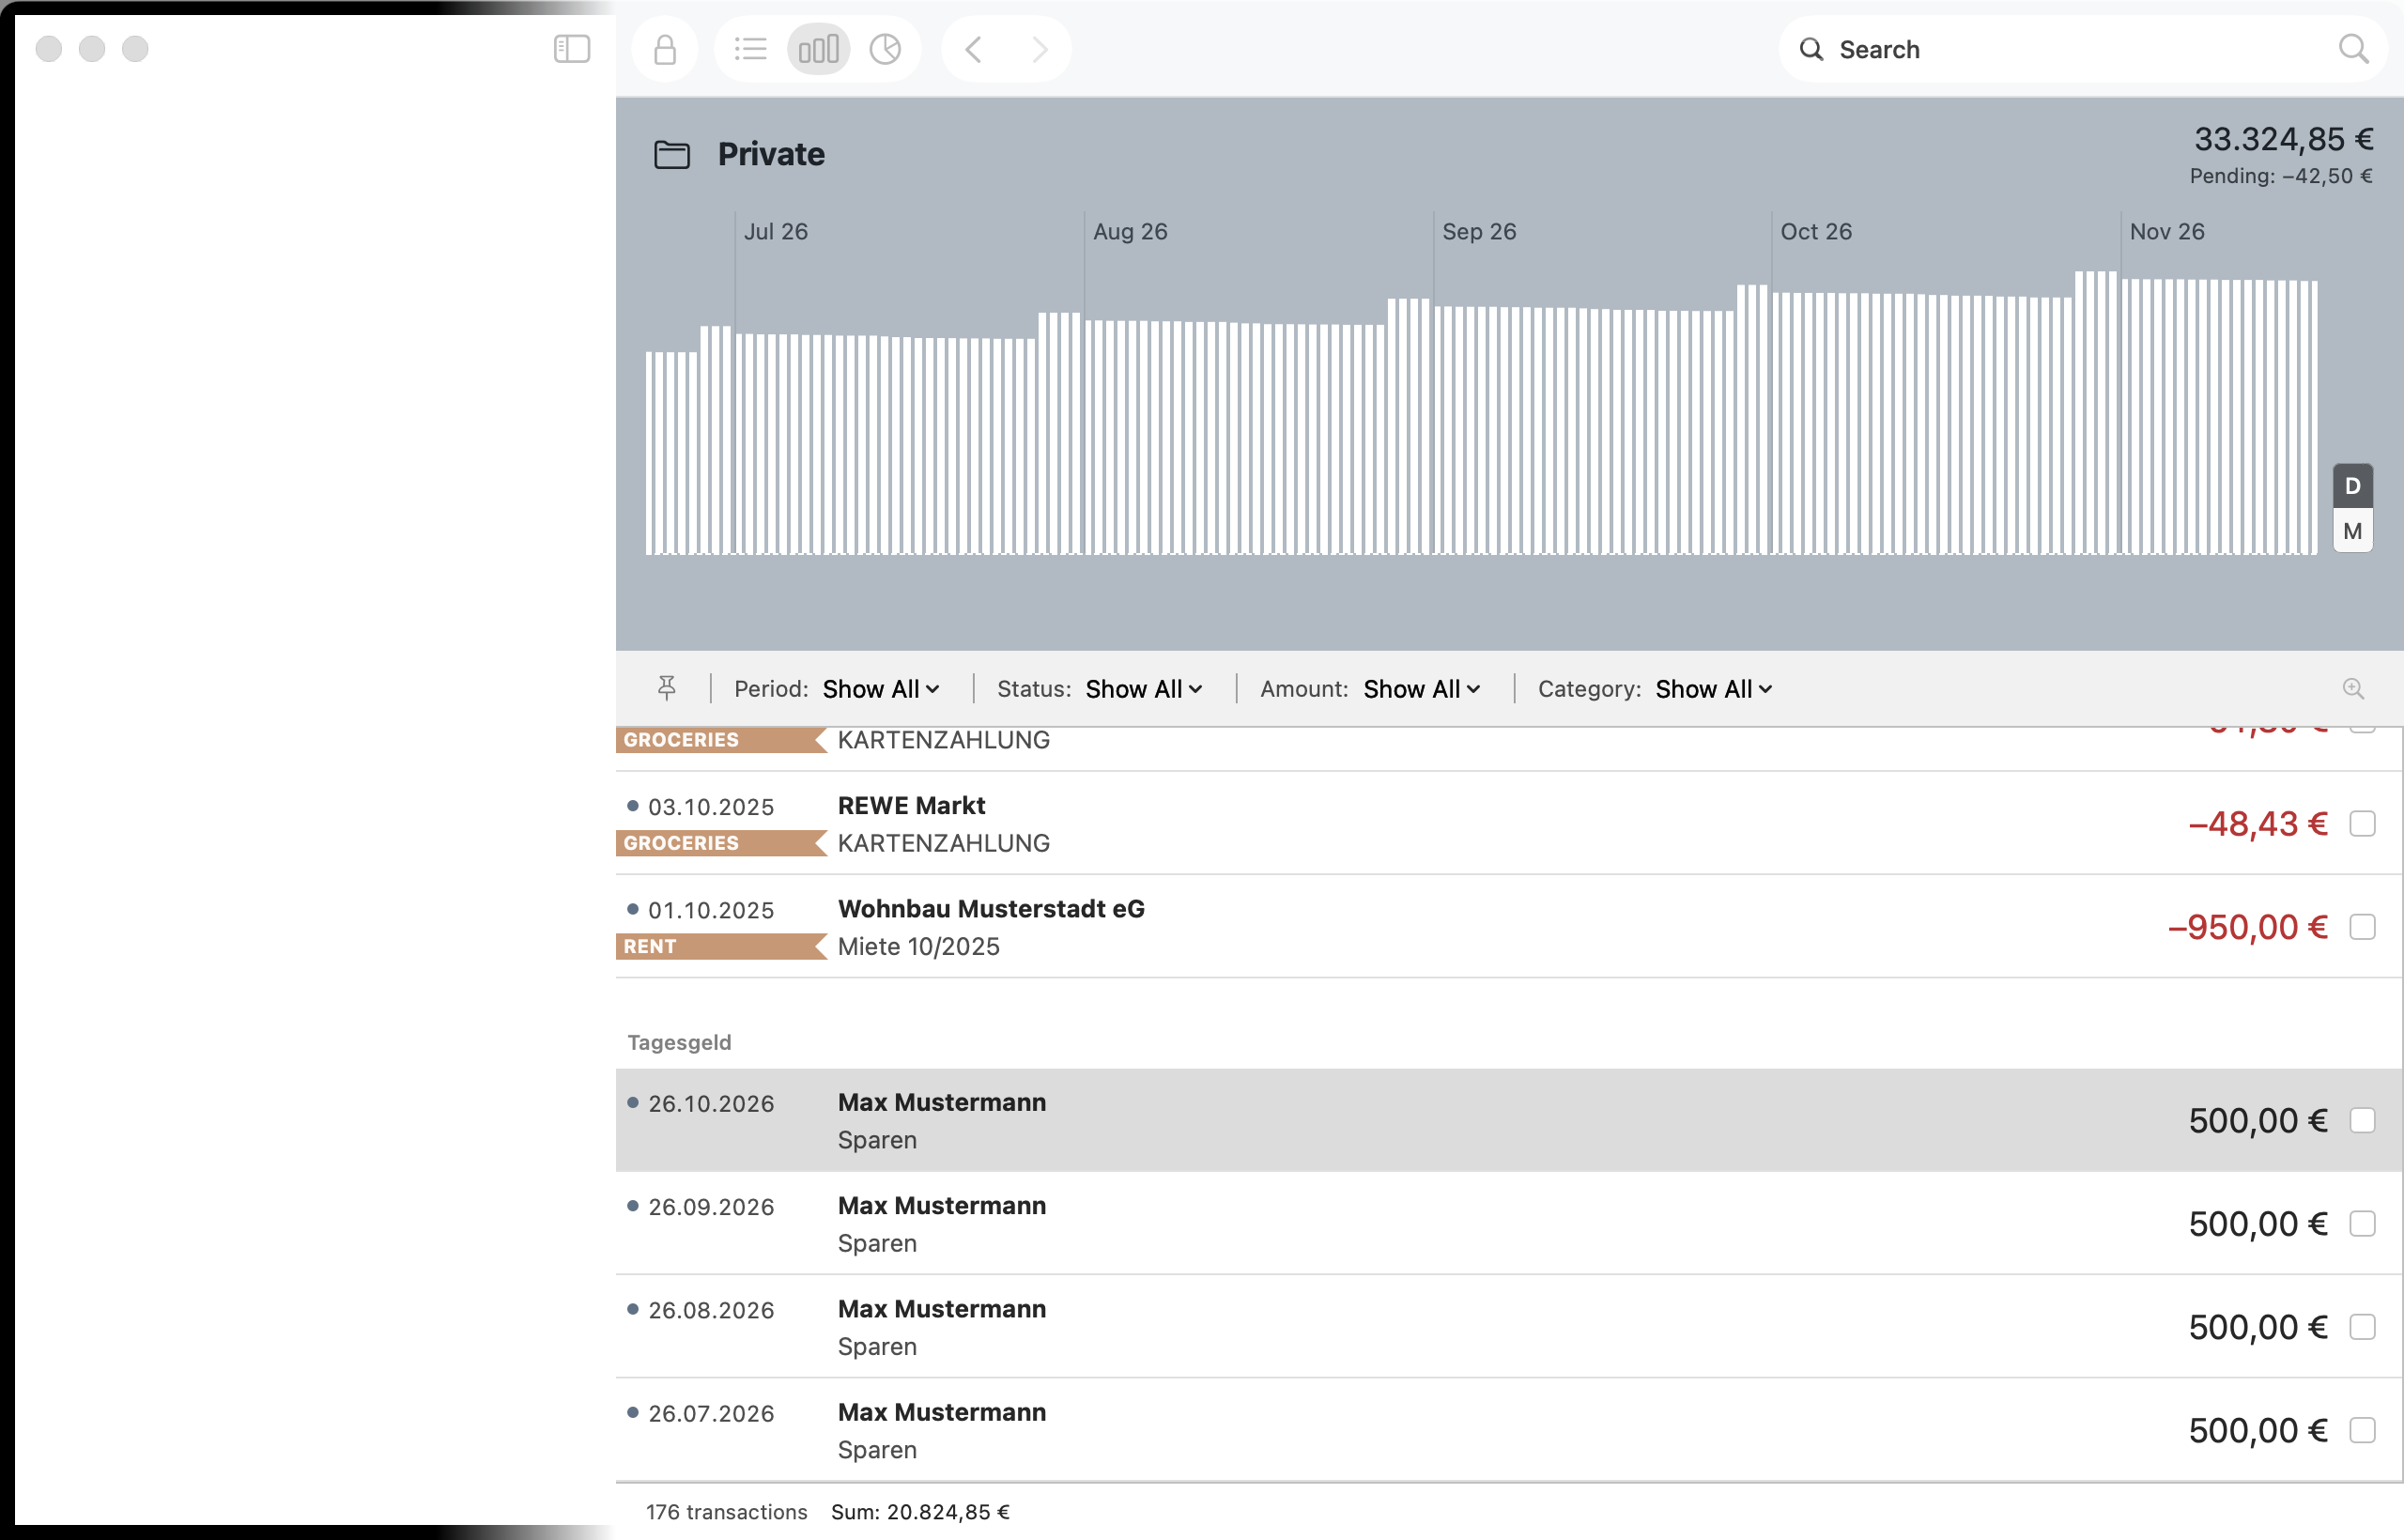 Search
Private
33.324,85 €
Pending: –42,50 €
Jul 26
Aug 26
Sep 26
Oct 26
Nov 26
D
M
Period: Show All
Status: Show All
Amount: Show All
Category: Show All
GROCERIES
KARTENZAHLUNG
03.10.2025
REWE Markt
GROCERIES
KARTENZAHLUNG
–48,43 €
01.10.2025
Wohnbau Musterstadt eG
RENT
Miete 10/2025
–950,00 €
Tagesgeld
26.10.2026
Max Mustermann
Sparen
500,00 €
26.09.2026
Max Mustermann
Sparen
500,00 €
26.08.2026
Max Mustermann
Sparen
500,00 €
26.07.2026
Max Mustermann
Sparen
500,00 €
176 transactions
Sum: 20.824,85 €